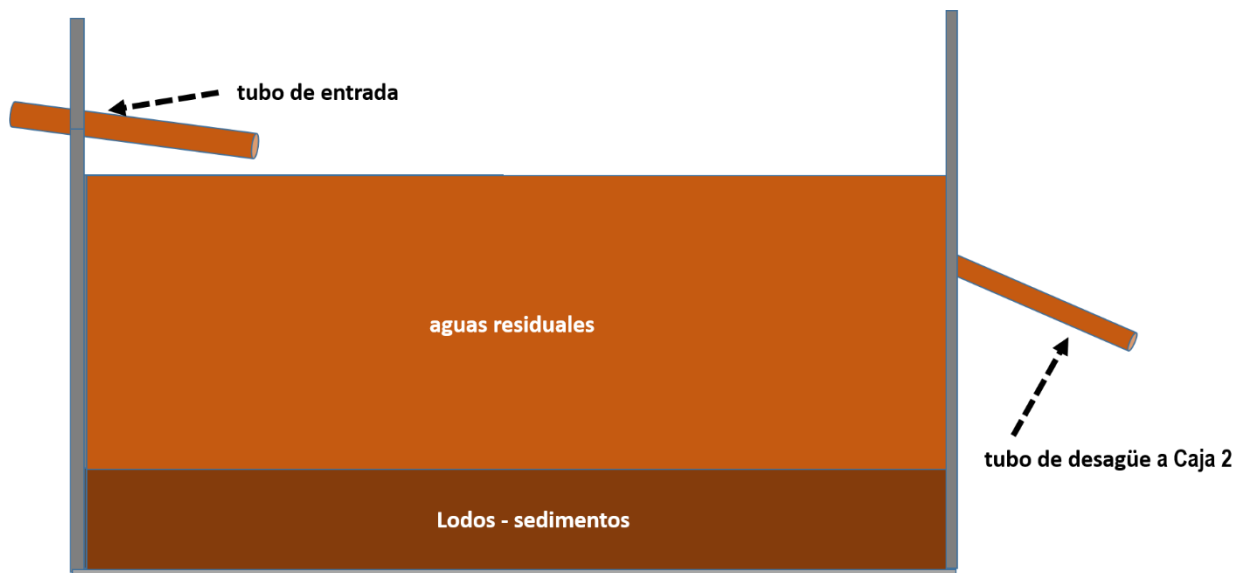 tubo de entrada
aguas residuales
tubo de desagüe a Caja 2
Lodos - sedimentos